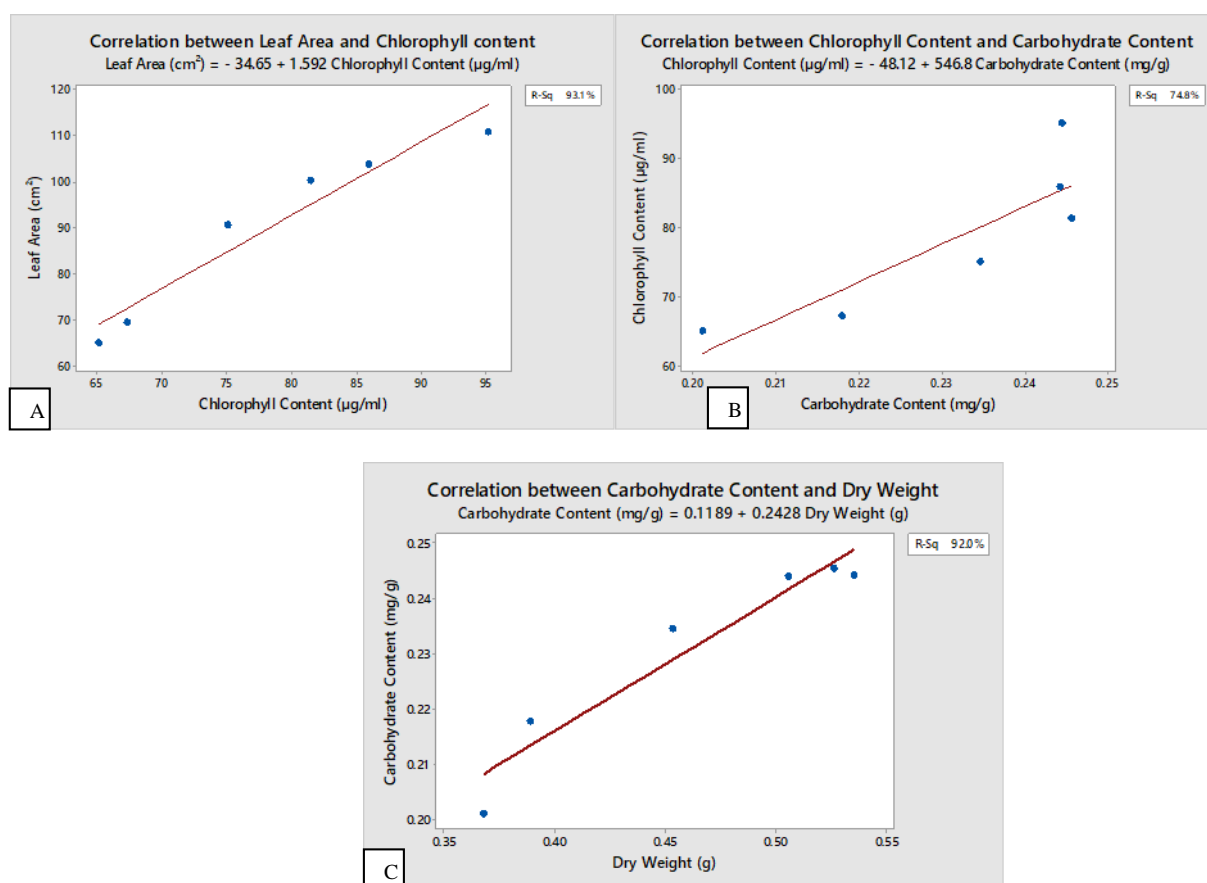 Correlation between Leaf Area and Chlorophyll content
Leaf Area (cm²) = - 34.65 + 1.592 Chlorophyll Content (µg/ml)
R-Sq 93.1%
120
110
100
90
80
70
60
Leaf Area (cm²)
65 70 75 80 85 90 95
Chlorophyll Content (µg/ml)
A
Correlation between Chlorophyll Content and Carbohydrate Content
Chlorophyll Content (µg/ml) = - 48.12 + 546.8 Carbohydrate Content (mg/g)
R-Sq 74.8%
100
90
80
70
60
Chlorophyll Content (µg/ml)
0.20 0.21 0.22 0.23 0.24 0.25
Carbohydrate Content (mg/g)
B
Correlation between Carbohydrate Content and Dry Weight
Carbohydrate Content (mg/g) = 0.1189 + 0.2428 Dry Weight (g)
R-Sq 92.0%
0.25
0.24
0.23
0.22
0.21
0.20
Carbohydrate Content (mg/g)
0.35 0.40 0.45 0.50 0.55
Dry Weight (g)
C